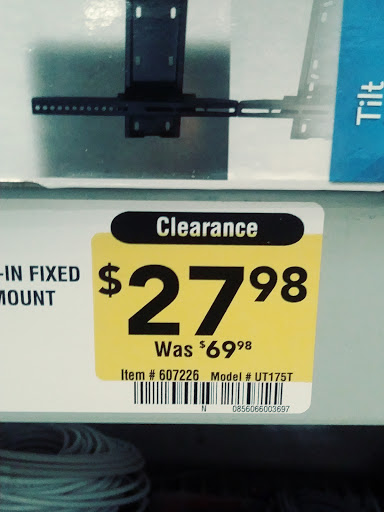 Tilt
Clearance
-IN FIXED
MOUNT
$27.98
Was $69.98
Item # 607226 Model # UT175T
N 0856066003697